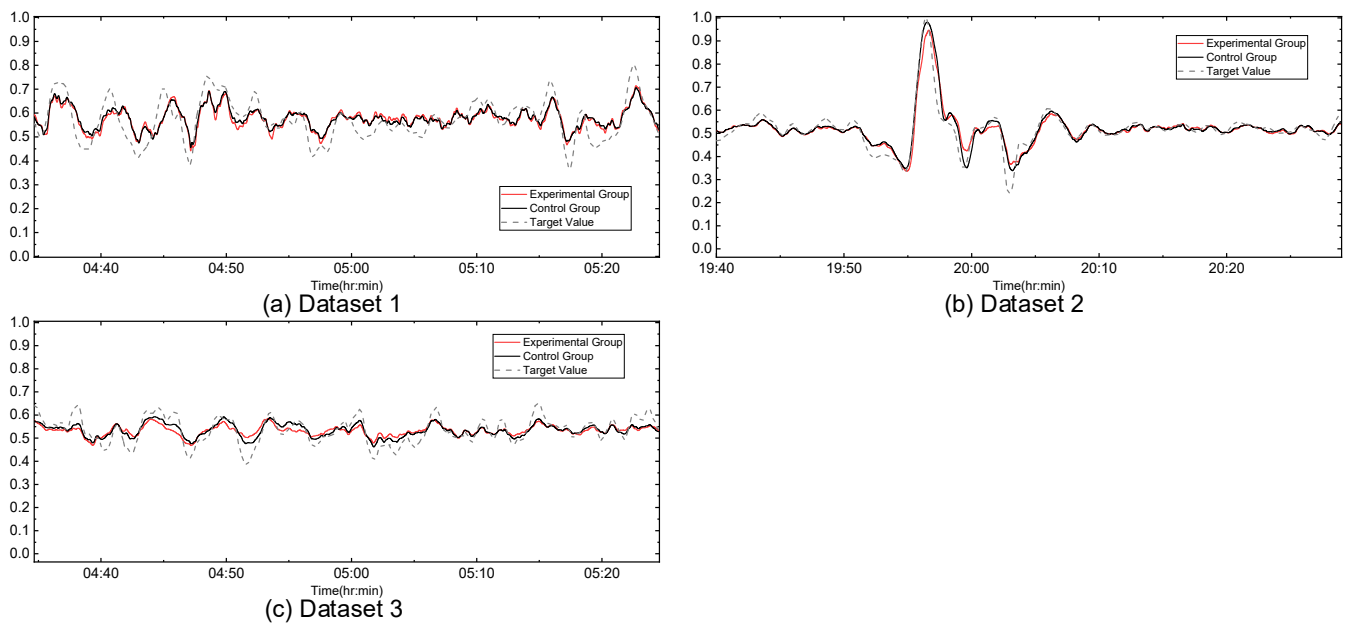 1.0
0.9
0.8
0.7
0.6
0.5
0.4
0.3
0.2
0.1
0.0
Experimental Group
Control Group
Target Value
04:40 04:50 05:00 05:10 05:20
Time(hr:min)
(a) Dataset 1
1.0
0.9
0.8
0.7
0.6
0.5
0.4
0.3
0.2
0.1
0.0
Experimental Group
Control Group
Target Value
19:40 19:50 20:00 20:10 20:20
Time(hr:min)
(b) Dataset 2
1.0
0.9
0.8
0.7
0.6
0.5
0.4
0.3
0.2
0.1
0.0
Experimental Group
Control Group
Target Value
04:40 04:50 05:00 05:10 05:20
Time(hr:min)
(c) Dataset 3